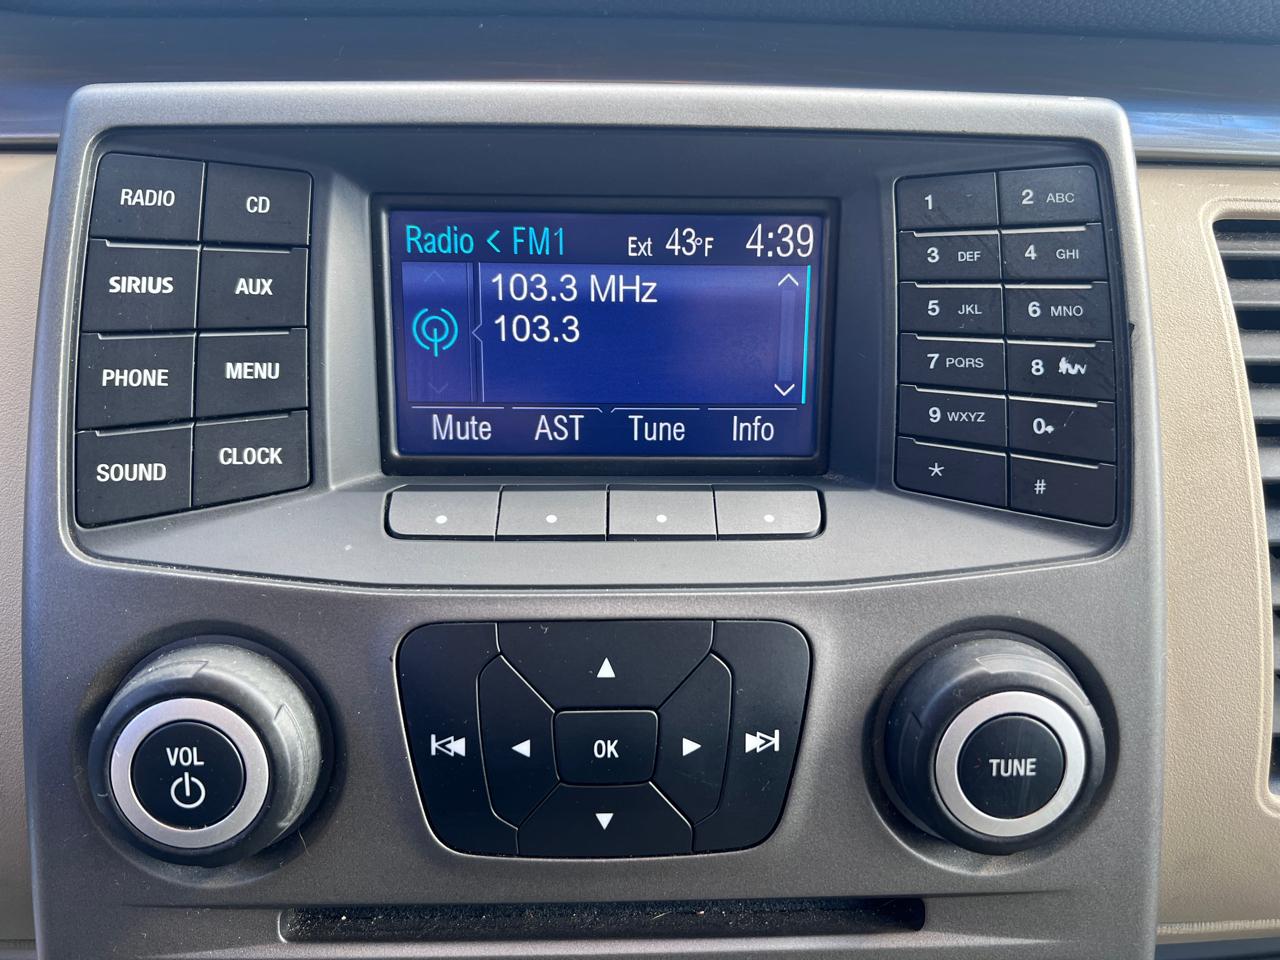 RADIO
CD
SIRIUS
AUX
PHONE
MENU
SOUND
CLOCK
Radio < FM1 Ext 43°F 4:39
103.3 MHz
103.3
Mute AST Tune Info
1
2 ABC
3 DEF
4 GHI
5 JKL
6 MNO
7 PQRS
8
9 WXYZ
0
*
#
VOL
OK
TUNE